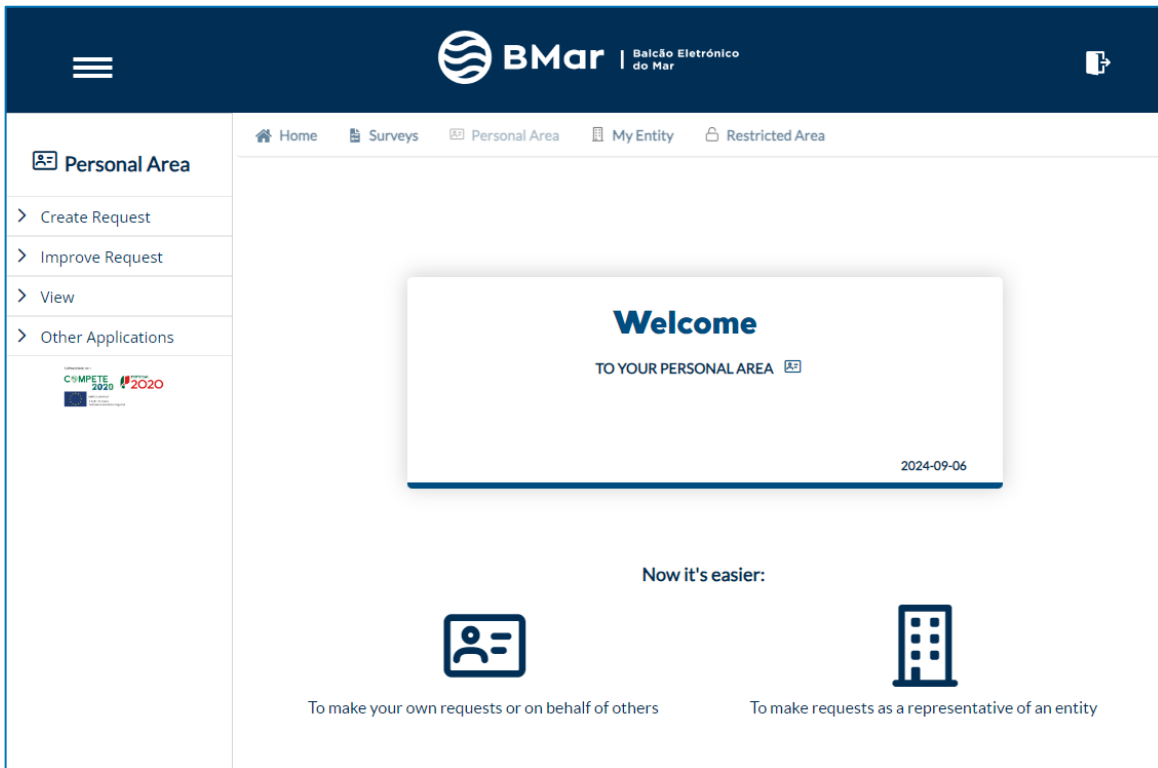 BMar | Balcão Eletrónico
do Mar
Home Surveys Personal Area My Entity Restricted Area
Personal Area
Create Request
Improve Request
View
Other Applications
COMPETE
2020
2020
Welcome
TO YOUR PERSONAL AREA
2024-09-06
Now it's easier:
To make your own requests or on behalf of others
To make requests as a representative of an entity